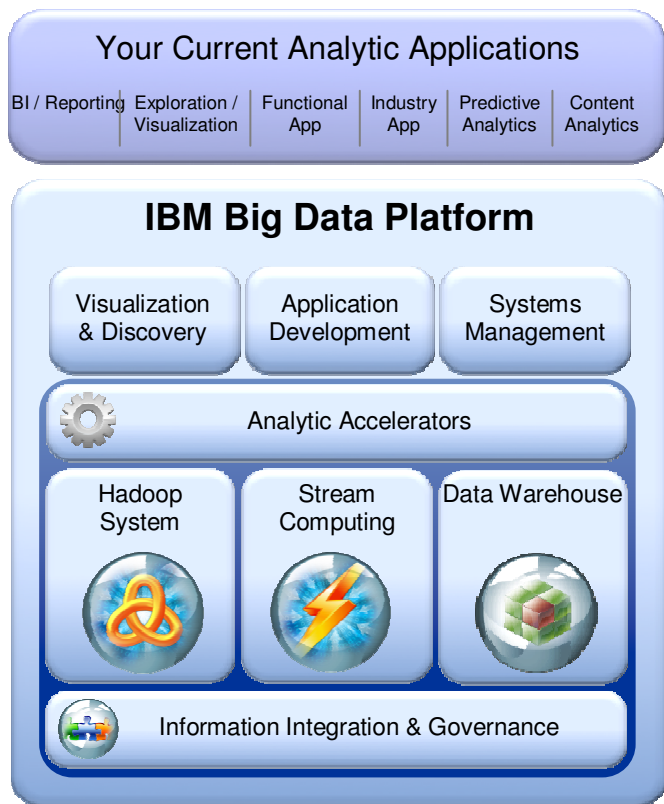 Your Current Analytic Applications
BI / Reporting
Exploration /
Visualization
Functional
App
Industry
App
Predictive
Analytics
Content
Analytics
IBM Big Data Platform
Visualization
& Discovery
Application
Development
Systems
Management
Analytic Accelerators
Hadoop
System
Stream
Computing
Data Warehouse
Information Integration & Governance